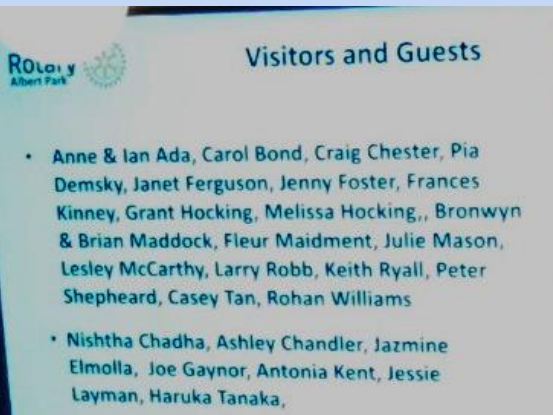 Rotary
Albert Park
Visitors and Guests
• Anne & Ian Ada, Carol Bond, Craig Chester, Pia
Demsky, Janet Ferguson, Jenny Foster, Frances
Kinney, Grant Hocking, Melissa Hocking,, Bronwyn
& Brian Maddock, Fleur Maidment, Julie Mason,
Lesley McCarthy, Larry Robb, Keith Ryall, Peter
Shepheard, Casey Tan, Rohan Williams
• Nishtha Chadha, Ashley Chandler, Jazmine
Elmolla, Joe Gaynor, Antonia Kent, Jessie
Layman, Haruka Tanaka,